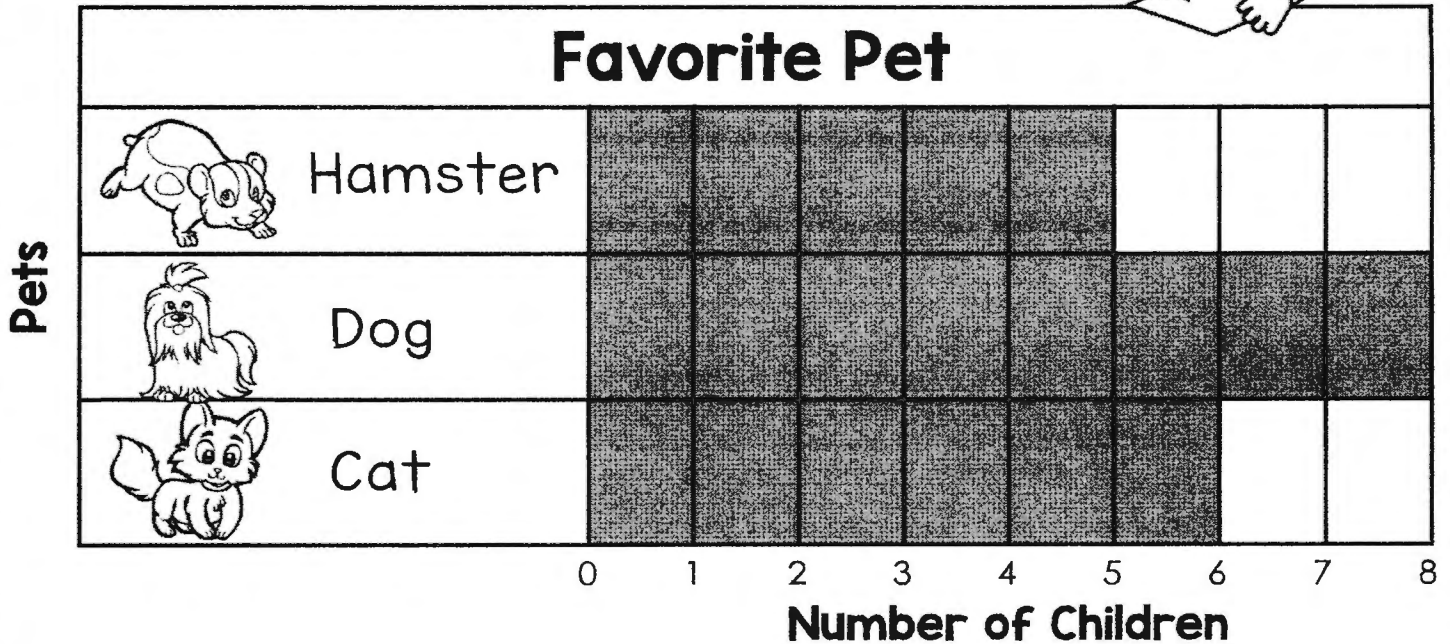 Favorite Pet
Pets
Hamster
Dog
Cat
0 1 2 3 4 5 6 7 8
Number of Children